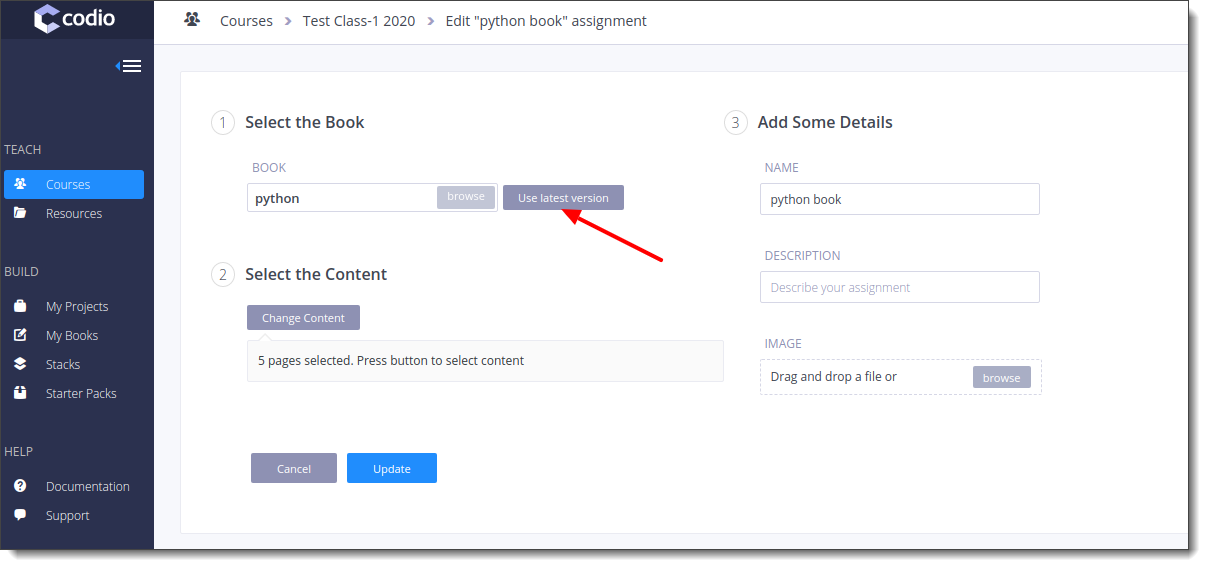 codio
Courses > Test Class-1 2020 > Edit "python book" assignment
TEACH
Courses
Resources
BUILD
My Projects
My Books
Stacks
Starter Packs
HELP
Documentation
Support
1 Select the Book
BOOK
python browse Use latest version
2 Select the Content
Change Content
5 pages selected. Press button to select content
Cancel Update
3 Add Some Details
NAME
python book
DESCRIPTION
Describe your assignment
IMAGE
Drag and drop a file or browse